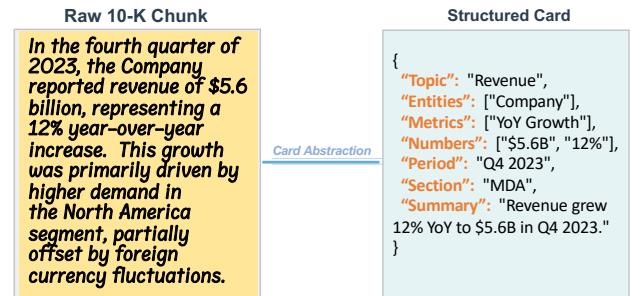 Raw 10-K Chunk
In the fourth quarter of
2023, the Company
reported revenue of $5.6
billion, representing a
12% year-over-year
increase. This growth
was primarily driven by
higher demand in
the North America
segment, partially
offset by foreign
currency fluctuations.
Card Abstraction
Structured Card
{
“Topic”: "Revenue",
“Entities”: ["Company"],
“Metrics”: ["YoY Growth"],
“Numbers”: ["$5.6B", "12%"],
“Period”: "Q4 2023",
“Section”: "MDA",
“Summary”: "Revenue grew
12% YoY to $5.6B in Q4 2023."
}